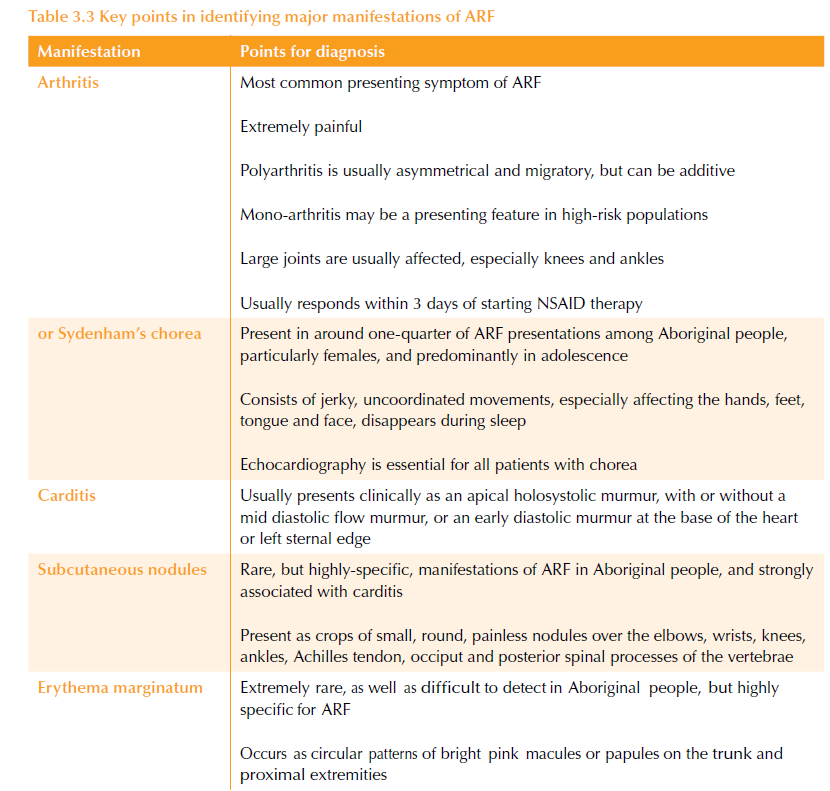 Table 3.3 Key points in identifying major manifestations of ARF
Manifestation
Points for diagnosis
Arthritis
Most common presenting symptom of ARF
Extremely painful
Polyarthritis is usually asymmetrical and migratory, but can be additive
Mono-arthritis may be a presenting feature in high-risk populations
Large joints are usually affected, especially knees and ankles
Usually responds within 3 days of starting NSAID therapy
or Sydenham's chorea
Present in around one-quarter of ARF presentations among Aboriginal people,
particularly females, and predominantly in adolescence
Consists of jerky, uncoordinated movements, especially affecting the hands, feet,
tongue and face, disappears during sleep
Echocardiography is essential for all patients with chorea
Carditis
Usually presents clinically as an apical holosystolic murmur, with or without a
mid diastolic flow murmur, or an early diastolic murmur at the base of the heart
or left sternal edge
Subcutaneous nodules
Rare, but highly-specific, manifestations of ARF in Aboriginal people, and strongly
associated with carditis
Present as crops of small, round, painless nodules over the elbows, wrists, knees,
ankles, Achilles tendon, occiput and posterior spinal processes of the vertebrae
Erythema marginatum
Extremely rare, as well as difficult to detect in Aboriginal people, but highly
specific for ARF
Occurs as circular patterns of bright pink macules or papules on the trunk and
proximal extremities